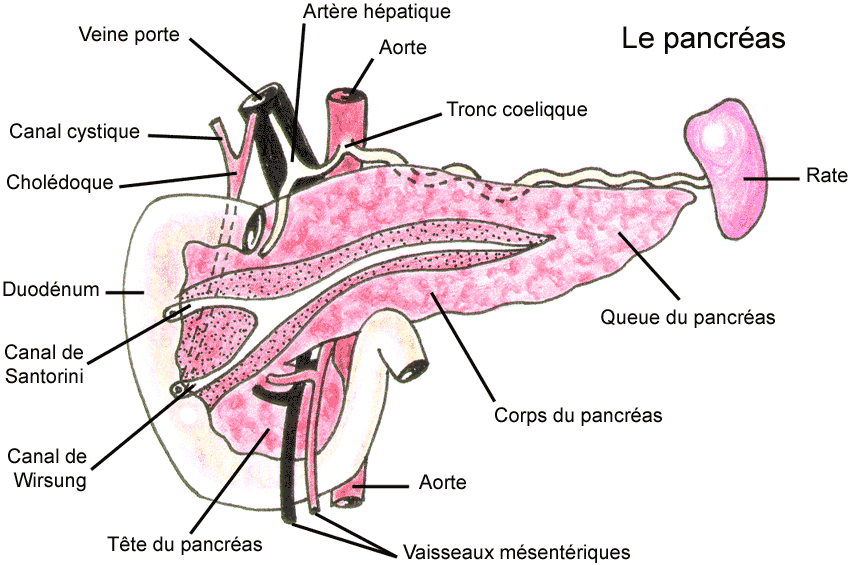 Le pancréas
Artère hépatique
Veine porte
Aorte
Tronc coeliqque
Canal cystique
Cholédoque
Rate
Duodénum
Queue du pancréas
Canal de
Santorini
Corps du pancréas
Canal de
Wirsung
Aorte
Tête du pancréas
Vaisseaux mésentériques